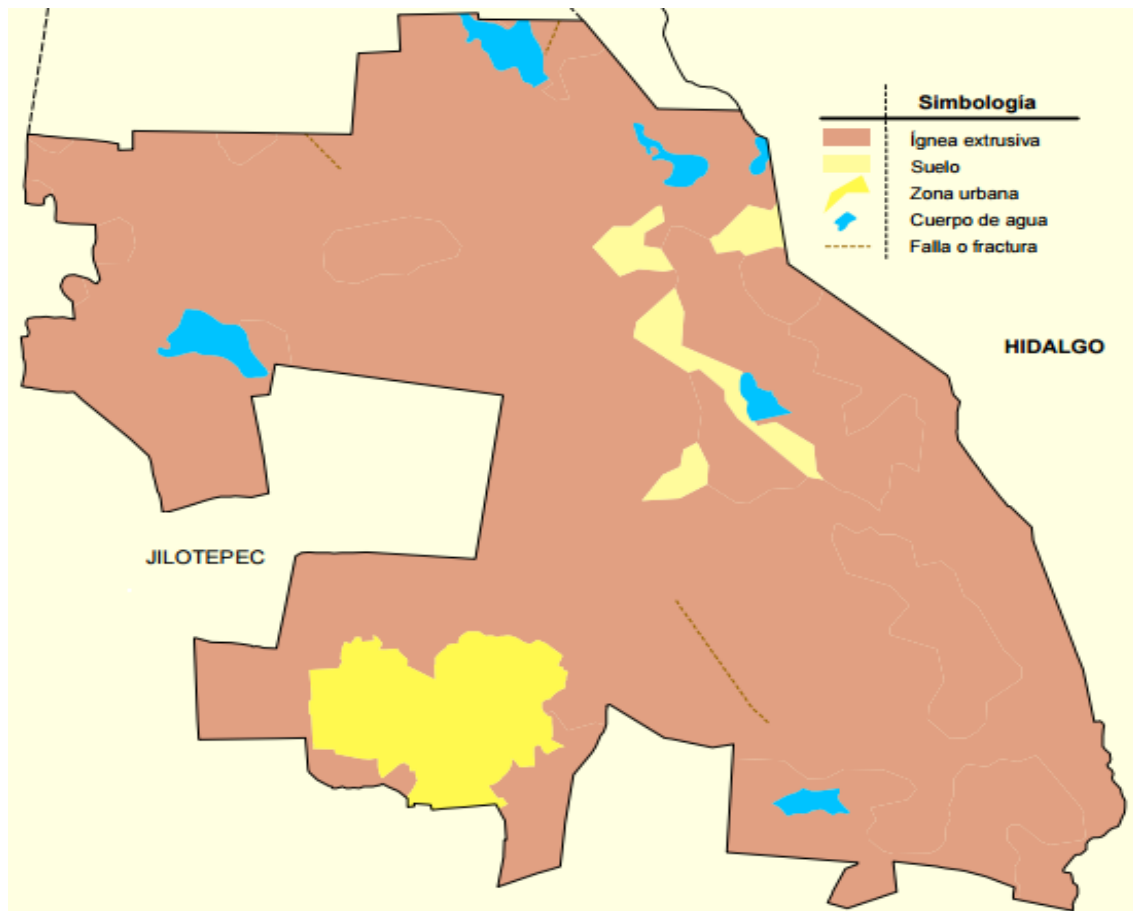 Simbología
Ígnea extrusiva
Suelo
Zona urbana
Cuerpo de agua
Falla o fractura
HIDALGO
JILOTEPEC